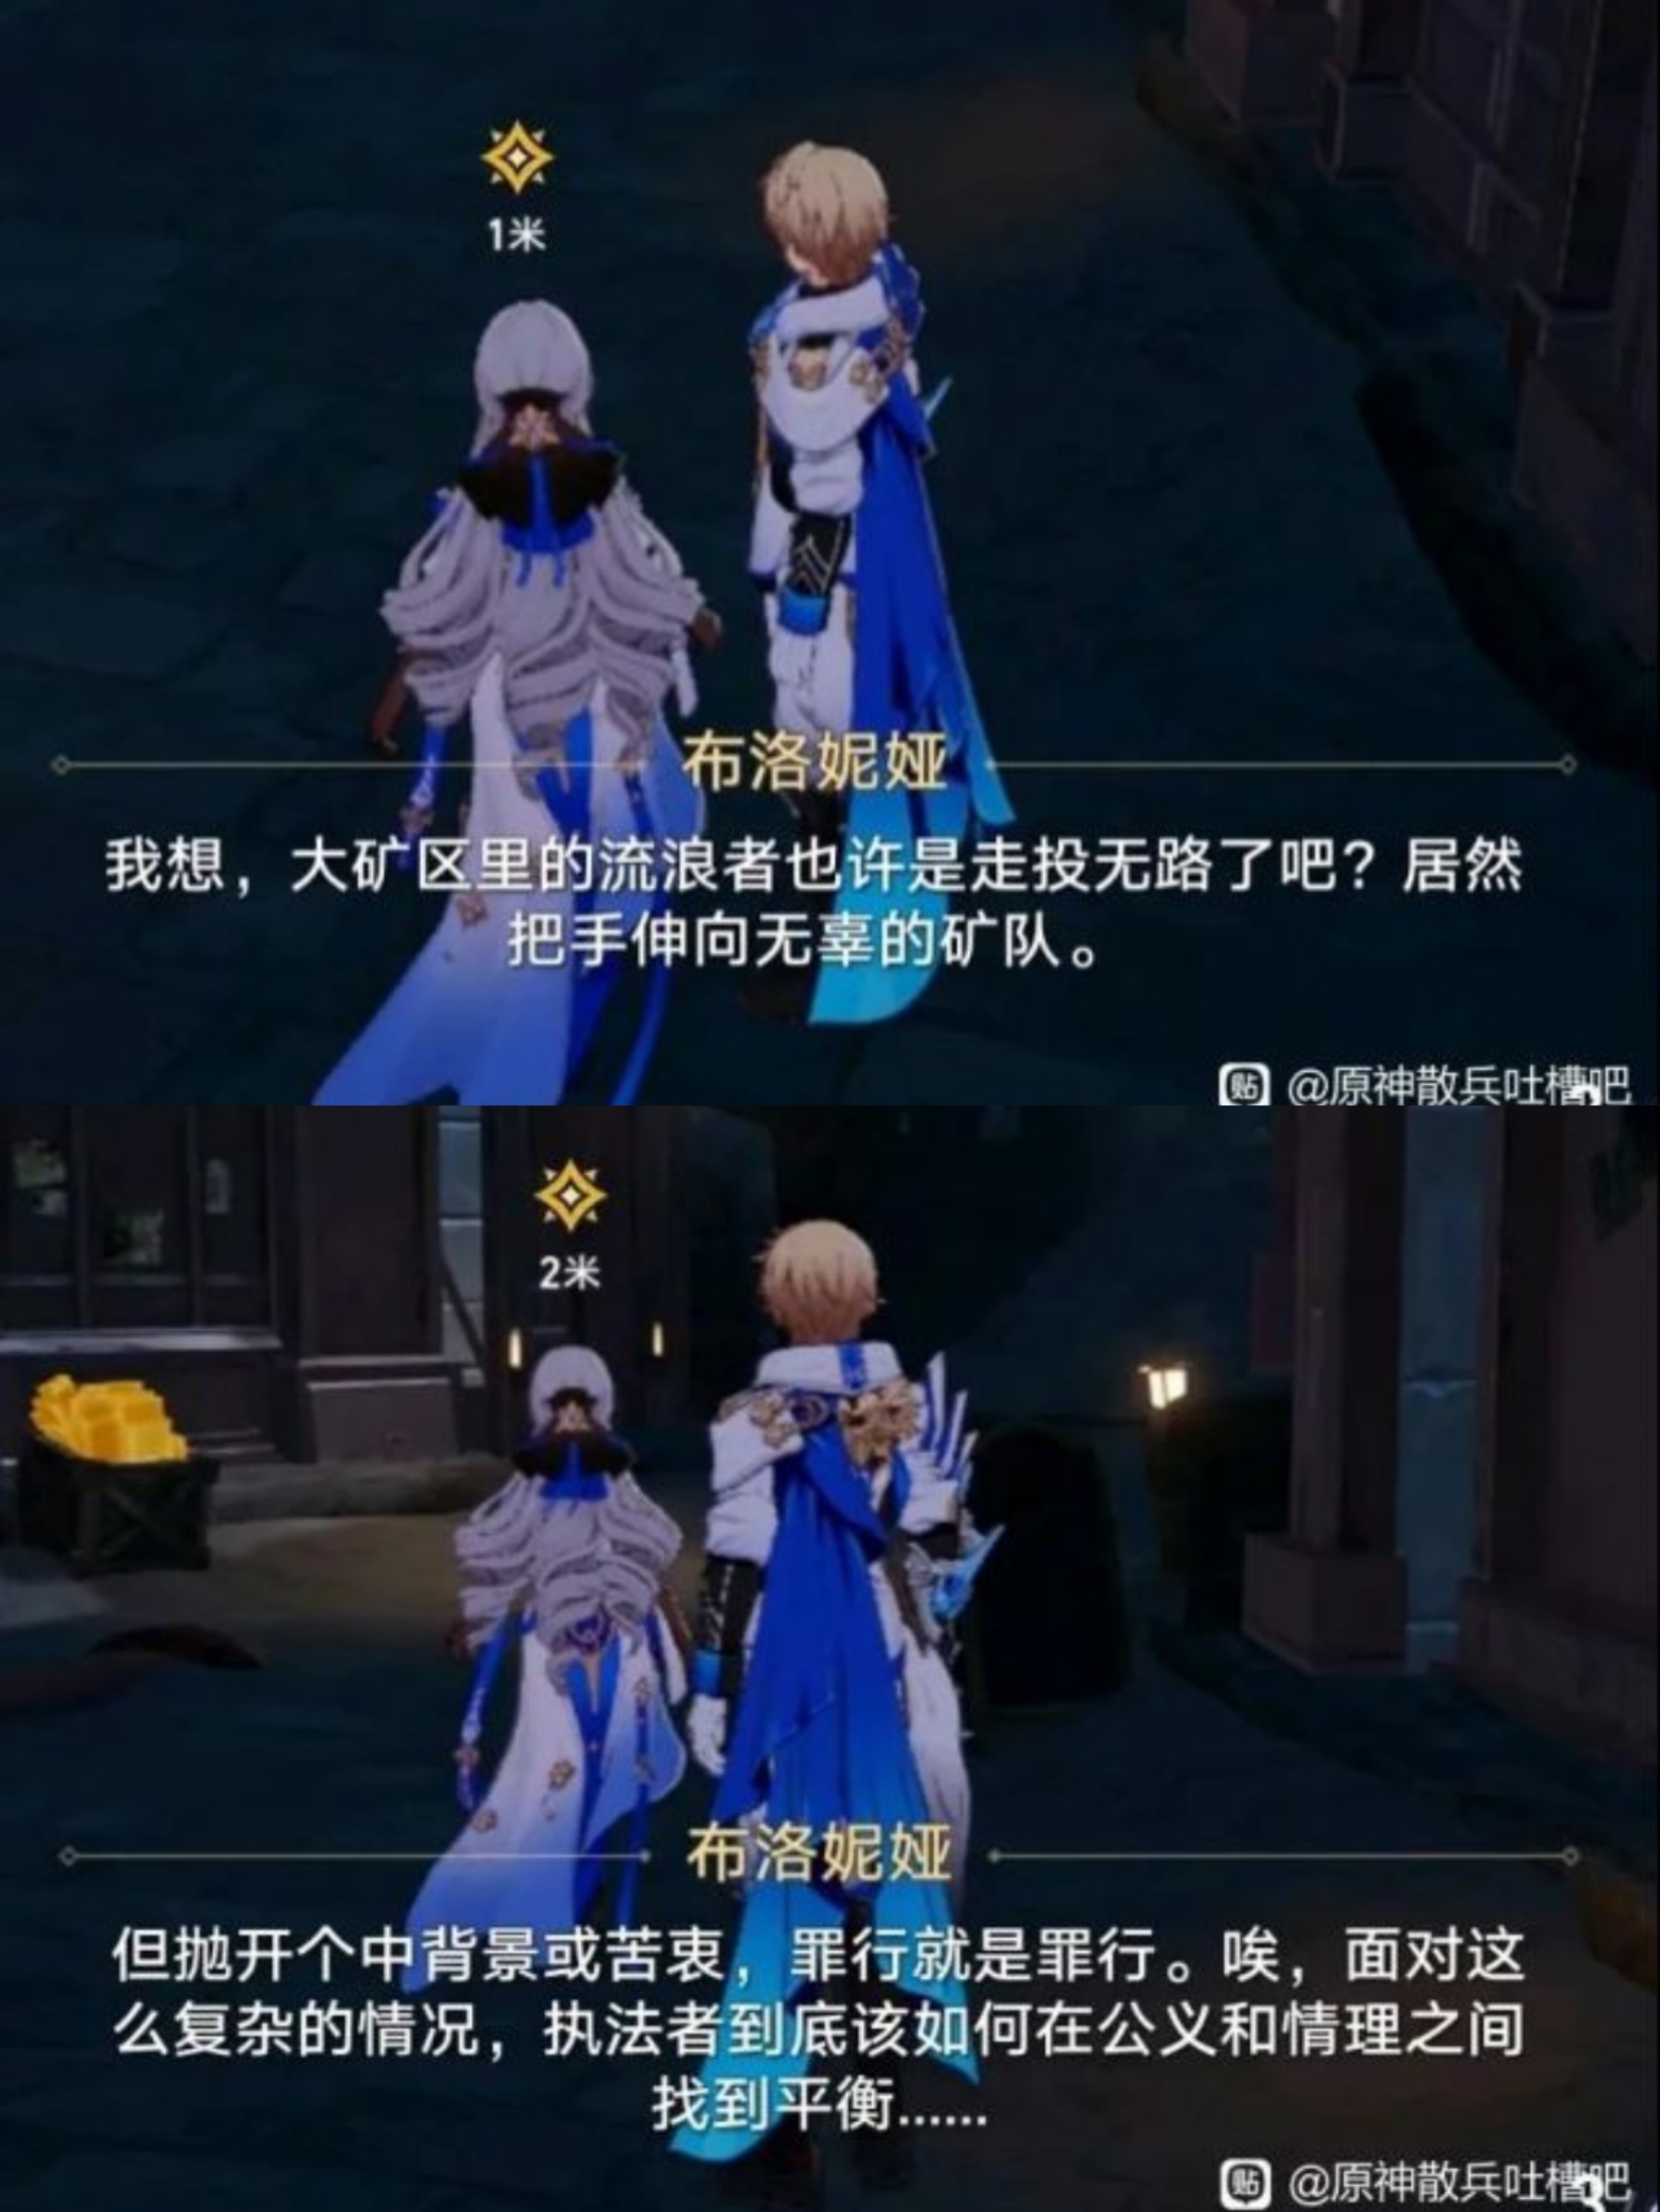 1米
布洛妮娅
我想，大矿区里的流浪者也许是走投无路了吧？居然
把手伸向无辜的矿队。
贴 @原神散兵吐槽吧
2米
布洛妮娅
但抛开个中背景或苦衷，罪行就是罪行。唉，面对这
么复杂的情况，执法者到底该如何在公义和情理之间
找到平衡……
贴 @原神散兵吐槽吧